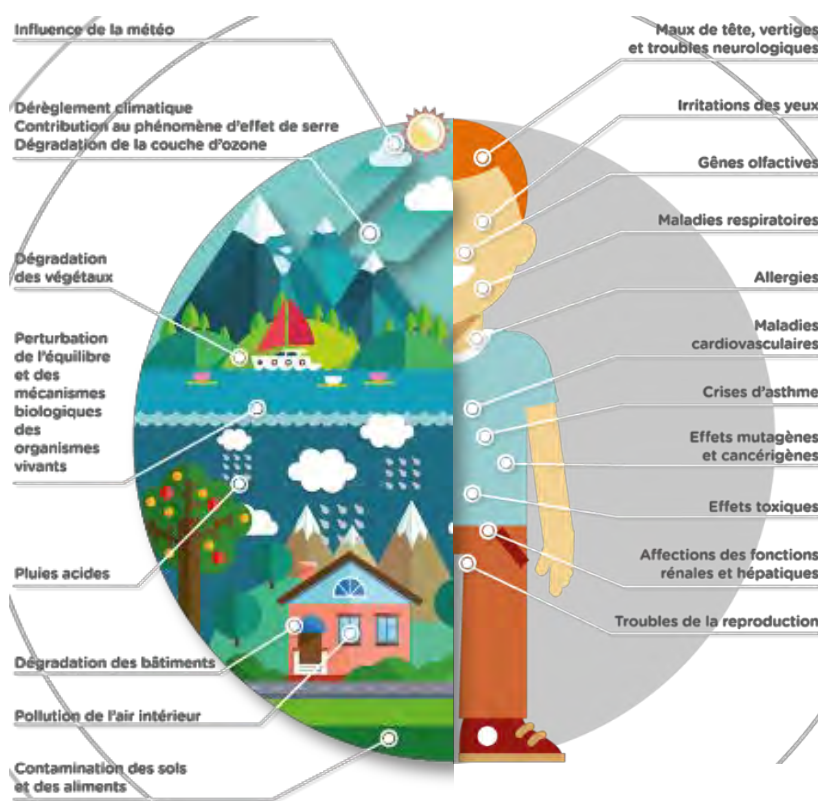 Influence de la météo
Dérèglement climatique
Contribution au phénomène d'effet de serre
Dégradation de la couche d'ozone
Dégradation
des végétaux
Perturbation
de l'équilibre
et des
mécanismes
biologiques
des
organismes
vivants
Pluies acides
Dégradation des bâtiments
Pollution de l'air intérieur
Contamination des sols
et des aliments
Maux de tête, vertiges
et troubles neurologiques
Irritations des yeux
Gênes olfactives
Maladies respiratoires
Allergies
Maladies
cardiovasculaires
Crises d'asthme
Effets mutagènes
et cancérigènes
Effets toxiques
Affections des fonctions
rénales et hépatiques
Troubles de la reproduction